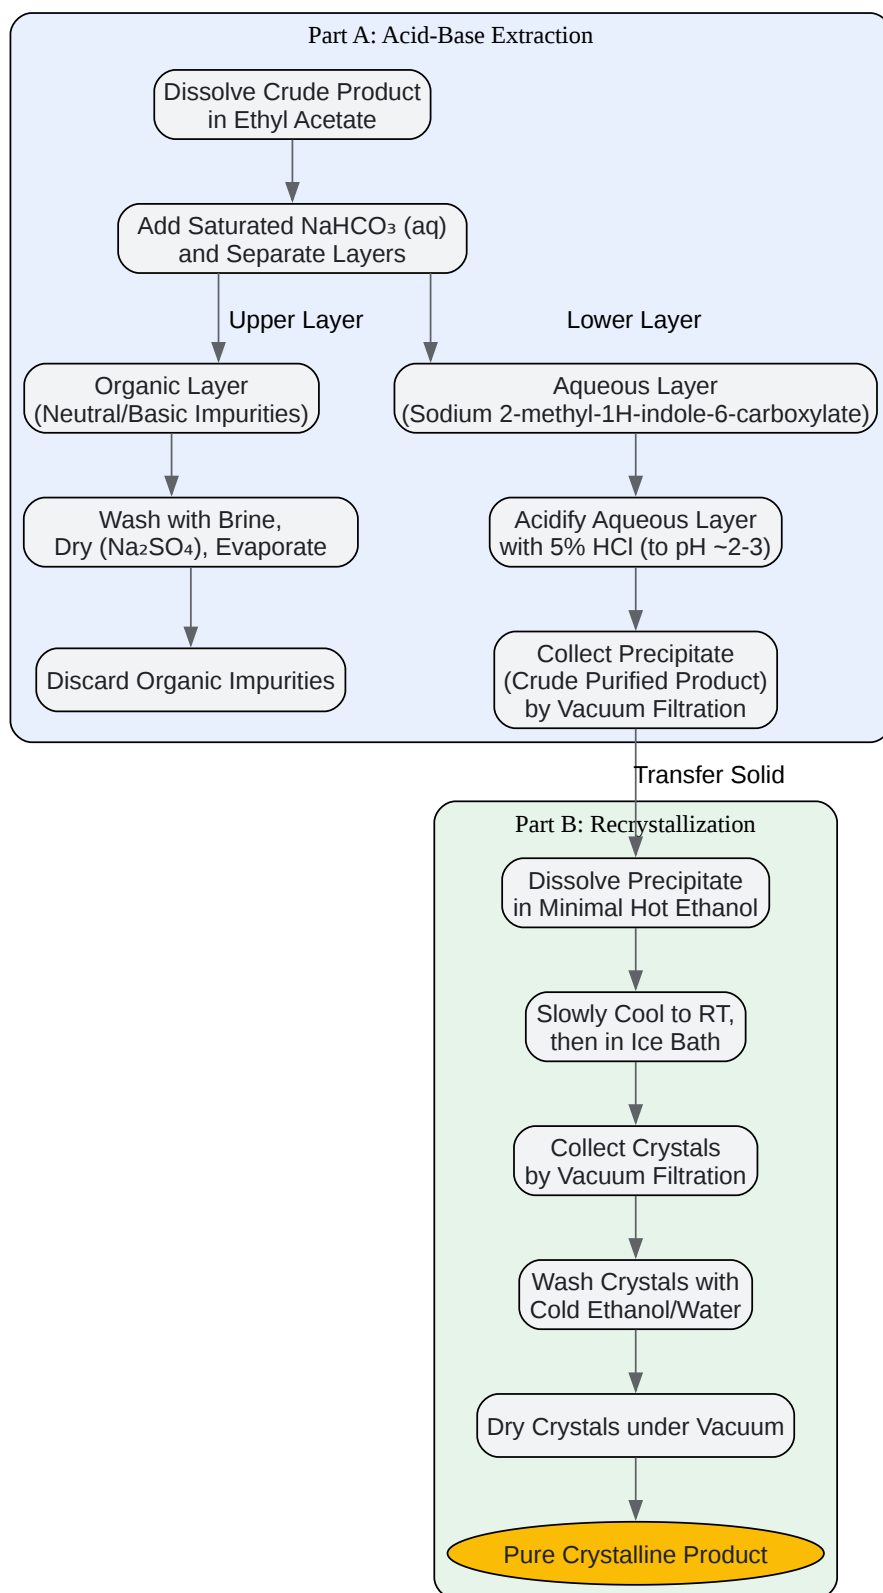 Part A: Acid-Base Extraction
Dissolve Crude Product
in Ethyl Acetate
Add Saturated NaHCO₃ (aq)
and Separate Layers
Upper Layer
Lower Layer
Organic Layer
(Neutral/Basic Impurities)
Aqueous Layer
(Sodium 2-methyl-1H-indole-6-carboxylate)
Wash with Brine,
Dry (Na₂SO₄), Evaporate
Acidify Aqueous Layer
with 5% HCl (to pH ~2-3)
Discard Organic Impurities
Collect Precipitate
(Crude Purified Product)
by Vacuum Filtration
Transfer Solid
Part B: Recrystallization
Dissolve Precipitate
in Minimal Hot Ethanol
Slowly Cool to RT,
then in Ice Bath
Collect Crystals
by Vacuum Filtration
Wash Crystals with
Cold Ethanol/Water
Dry Crystals under Vacuum
Pure Crystalline Product